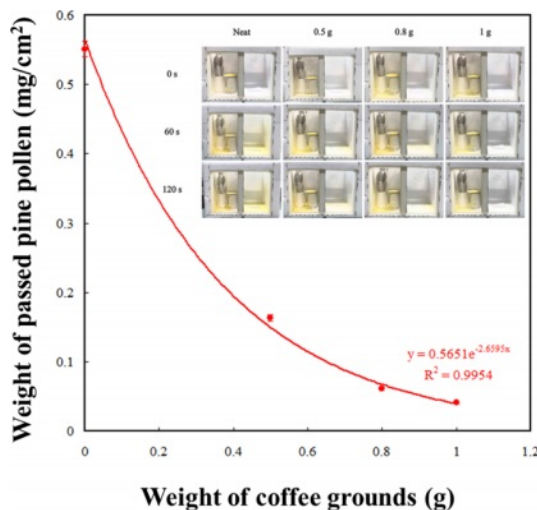 0.6
0.5
0.4
0.3
0.2
0.1
0
0
0.2
0.4
0.6
0.8
1
1.2
Weight of passed pine pollen (mg/cm²)
Weight of coffee grounds (g)
Neat
0.5 g
0.8 g
1 g
0 s
60 s
120 s
y = 0.5651e^-2.6595x
R² = 0.9954